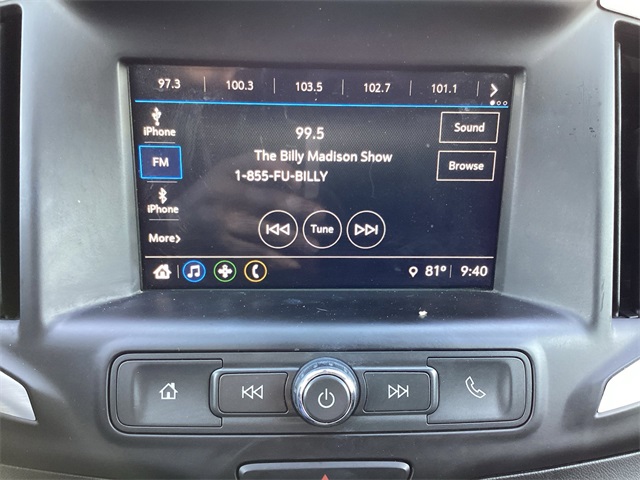 97.3 100.3 103.5 102.7 101.1
iPhone
99.5
Sound
FM
The Billy Madison Show
Browse
1-855-FU-BILLY
iPhone
Tune
More
81° 9:40